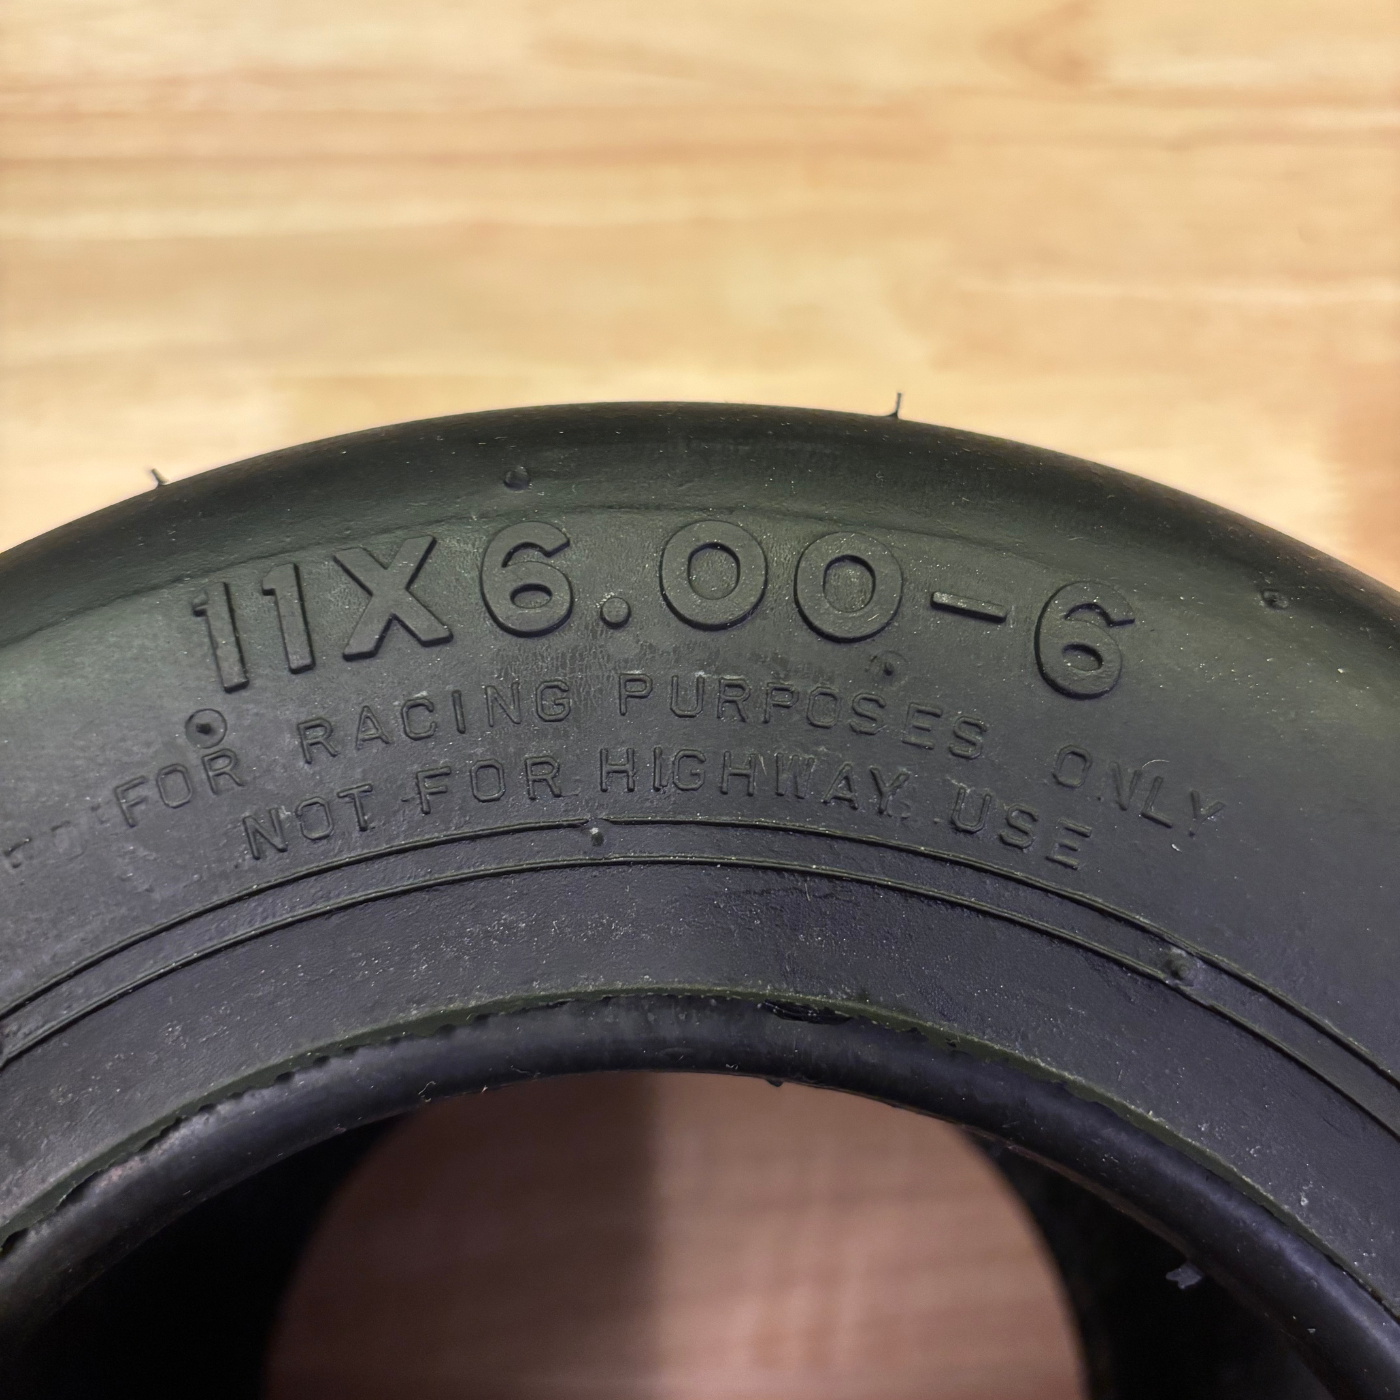 11X6.00-6
FOR RACING PURPOSES ONLY
NOT FOR HIGHWAY USE